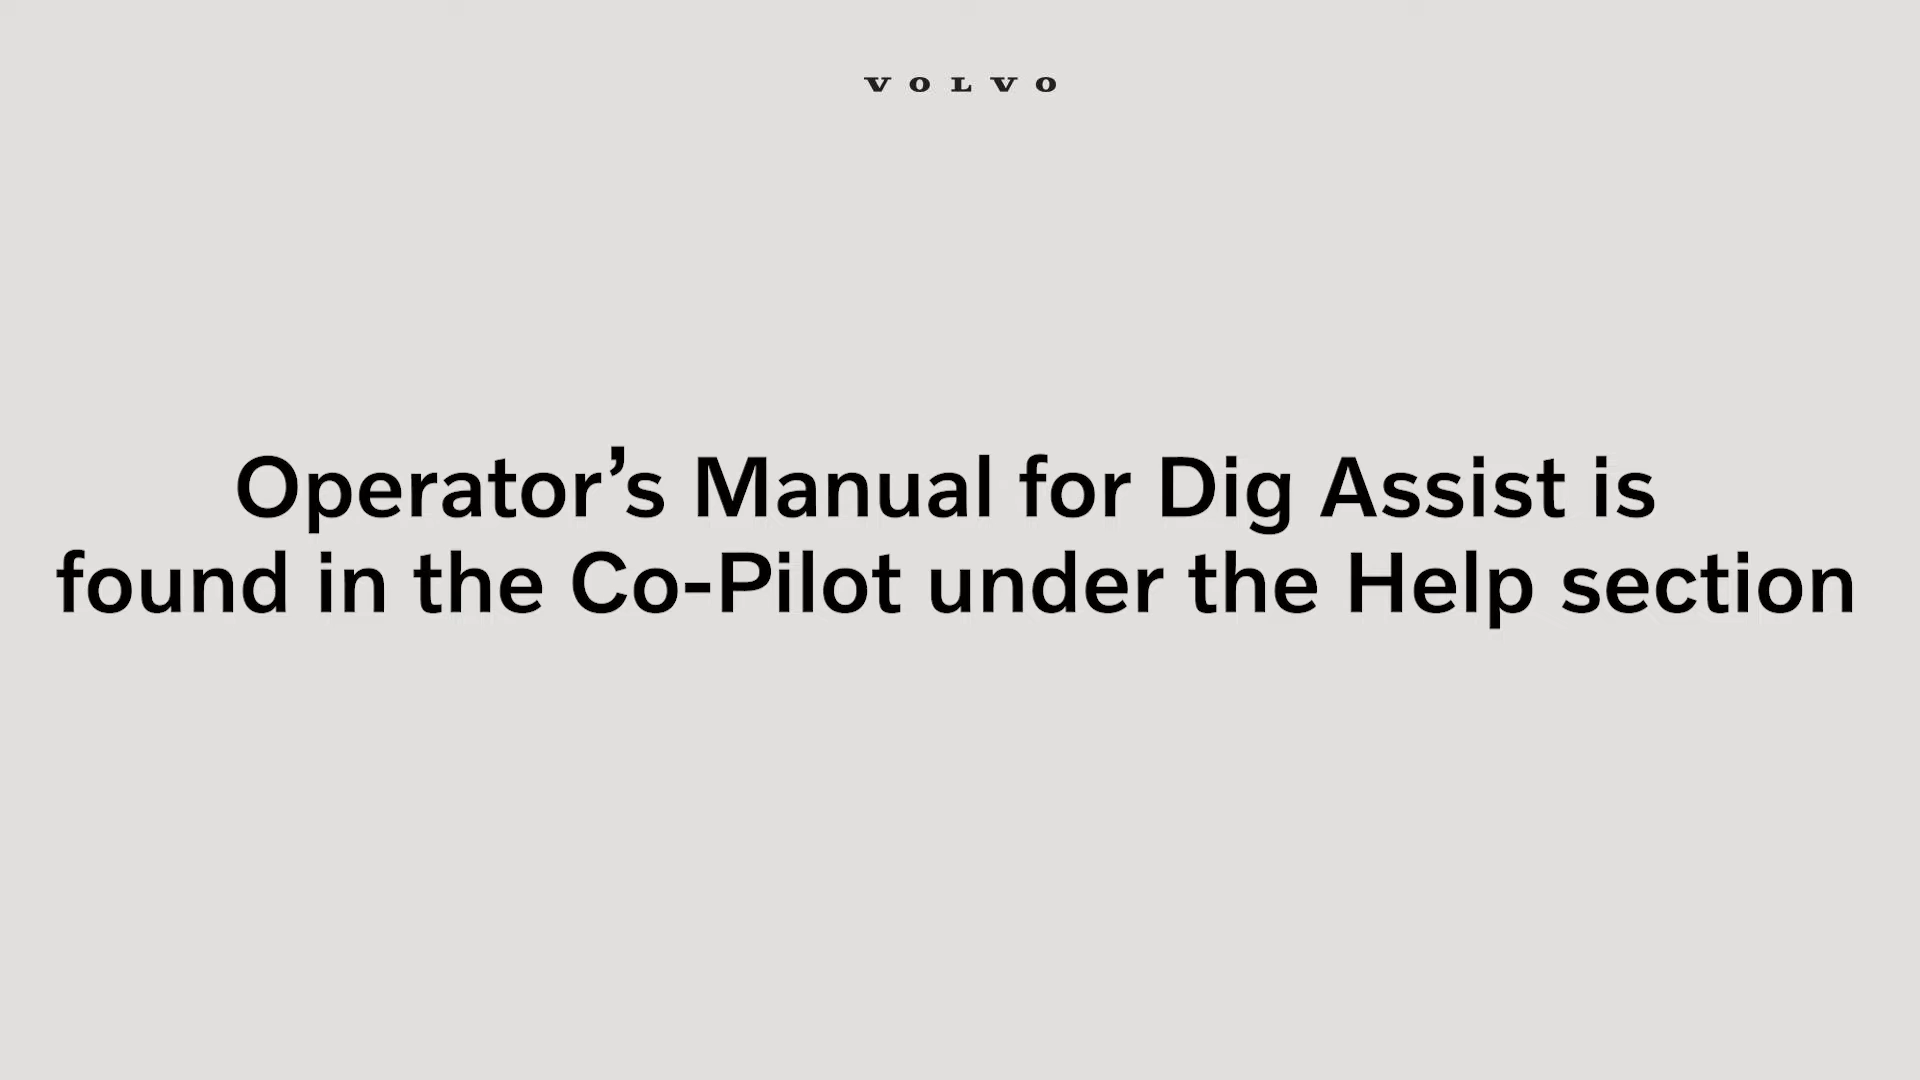 VOLVO
Operator’s Manual for Dig Assist is
found in the Co-Pilot under the Help section